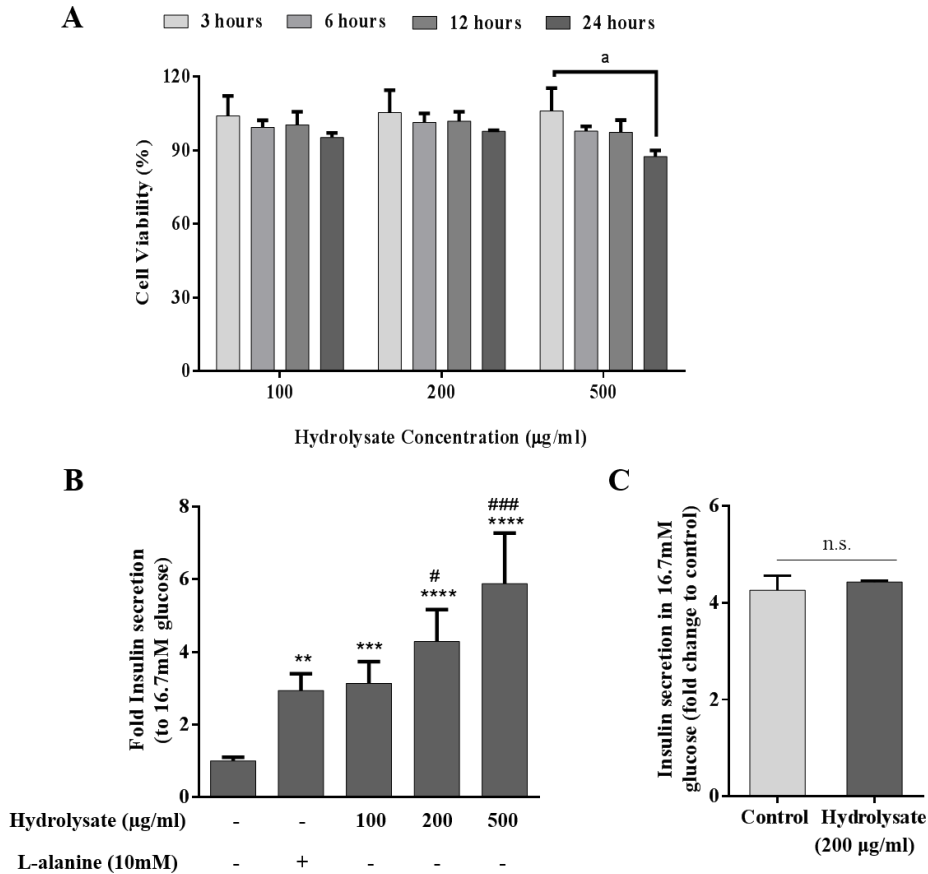 A
3 hours 6 hours 12 hours 24 hours
a
120
90
60
30
0
Cell Viability (%)
100 200 500
Hydrolysate Concentration (µg/ml)
B
8
6
4
2
0
Fold Insulin secretion
(to 16.7mM glucose)
** *** # **** ### ****
Hydrolysate (µg/ml) - - 100 200 500
L-alanine (10mM) - + - - -
C
6
4
2
0
Insulin secretion in 16.7mM
glucose (fold change to control)
n.s.
Control Hydrolysate
(200 µg/ml)